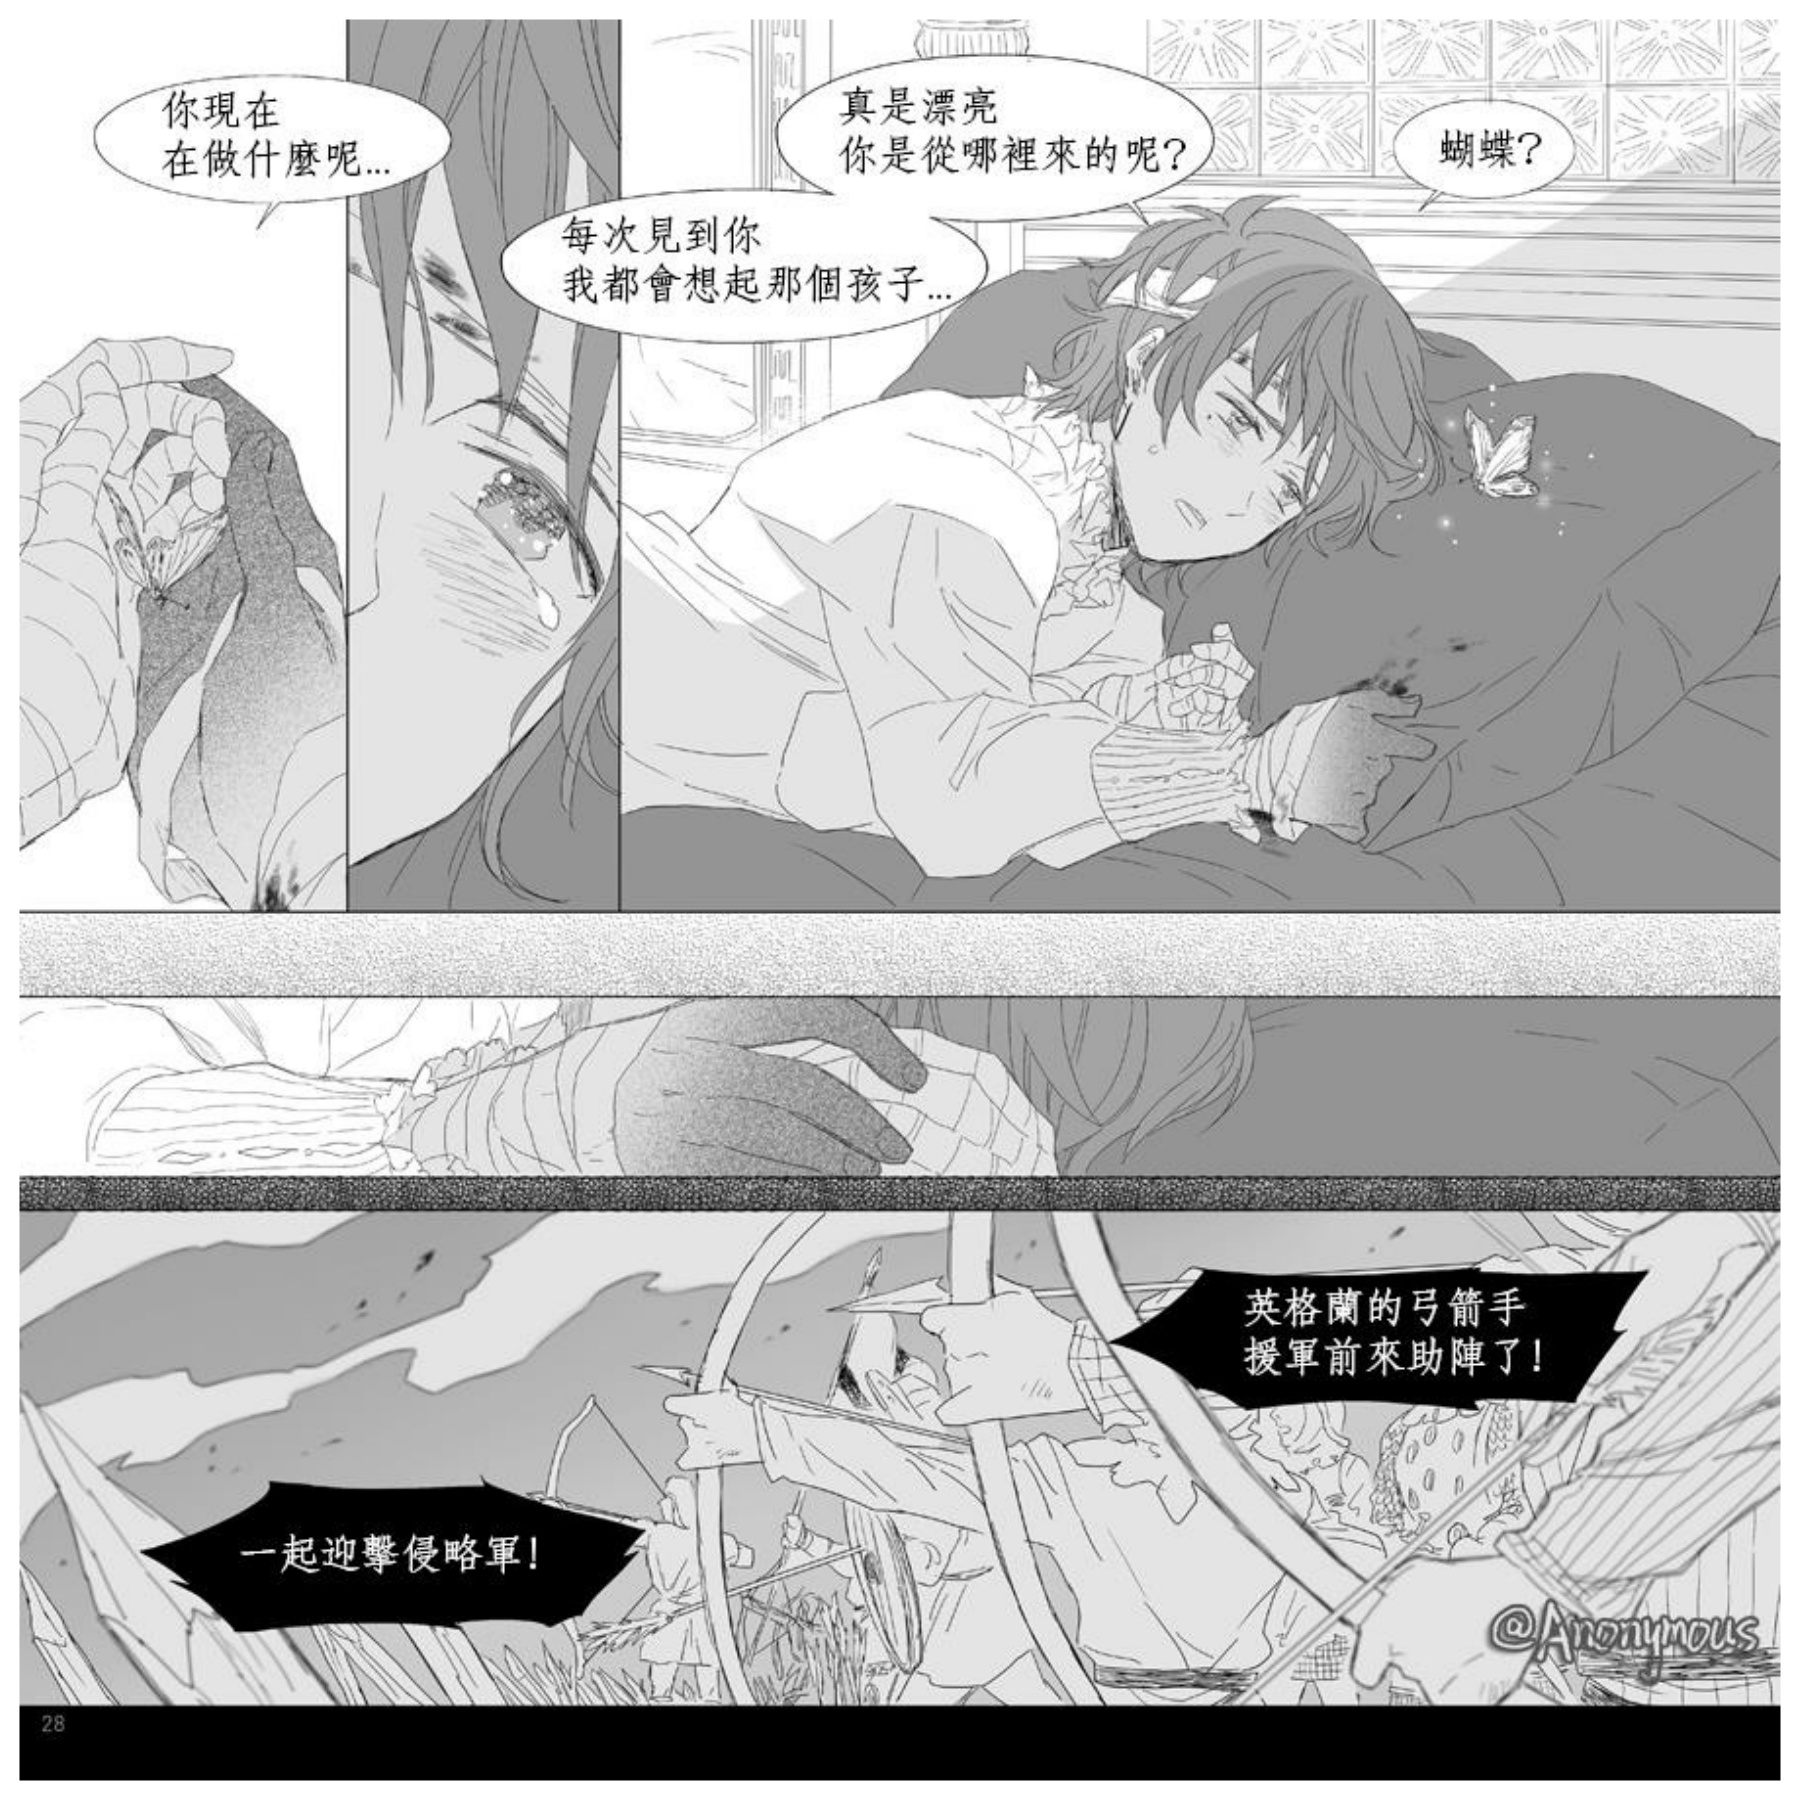 蝴蝶?
真是漂亮
你是從哪裡來的呢?
每次見到你
我都會想起那個孩子...
你現在
在做什麼呢...
英格蘭的弓箭手
援軍前來助陣了!
一起迎擊侵略軍!
@Anonymous
28